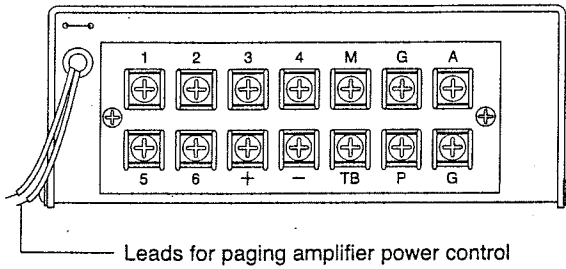 1 2 3 4 M G A
5 6 + − TB P G
Leads for paging amplifier power control